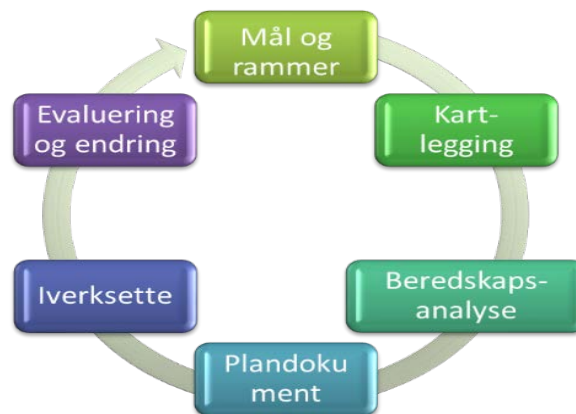 Mål og
rammer
Kart-
legging
Beredskaps-
analyse
Plandoku
ment
Iverksette
Evaluering
og endring